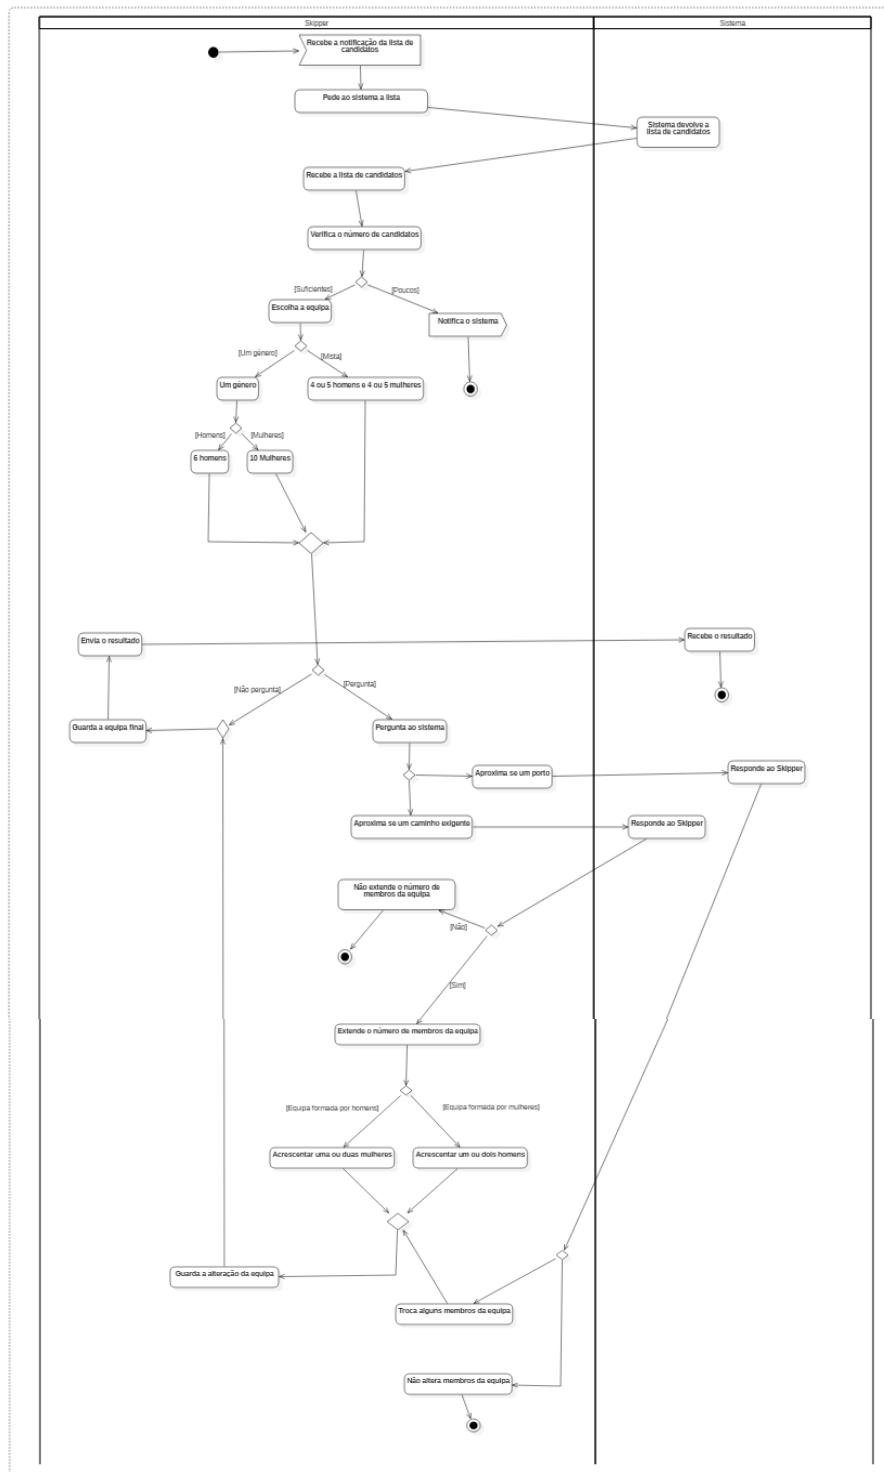 Skipper
Sistema
Recebe a notificação da lista de
candidatos
Pede ao sistema a lista
Sistema devolve a
lista de candidatos
Recebe a lista de candidatos
Verifica o número de candidatos
[Suficientes]
[Poucos]
Escolha a equipa
Notifica o sistema
[Um género]
[Mista]
Um género
4 ou 5 homens e 4 ou 5 mulheres
[Homens]
[Mulheres]
6 homens
10 Mulheres
Envia o resultado
Recebe o resultado
[Não pergunta]
[Pergunta]
Guarda a equipa final
Pergunta ao sistema
Aproxima se um porto
Responde ao Skipper
Aproxima se um caminho exigente
Responde ao Skipper
Não extende o número de
membros da equipa
[Não]
[Sim]
Extende o número de membros da equipa
[Equipa formada por homens]
[Equipa formada por mulheres]
Acrescentar uma ou duas mulheres
Acrescentar um ou dois homens
Guarda a alteração da equipa
Troca alguns membros da equipa
Não altera membros da equipa